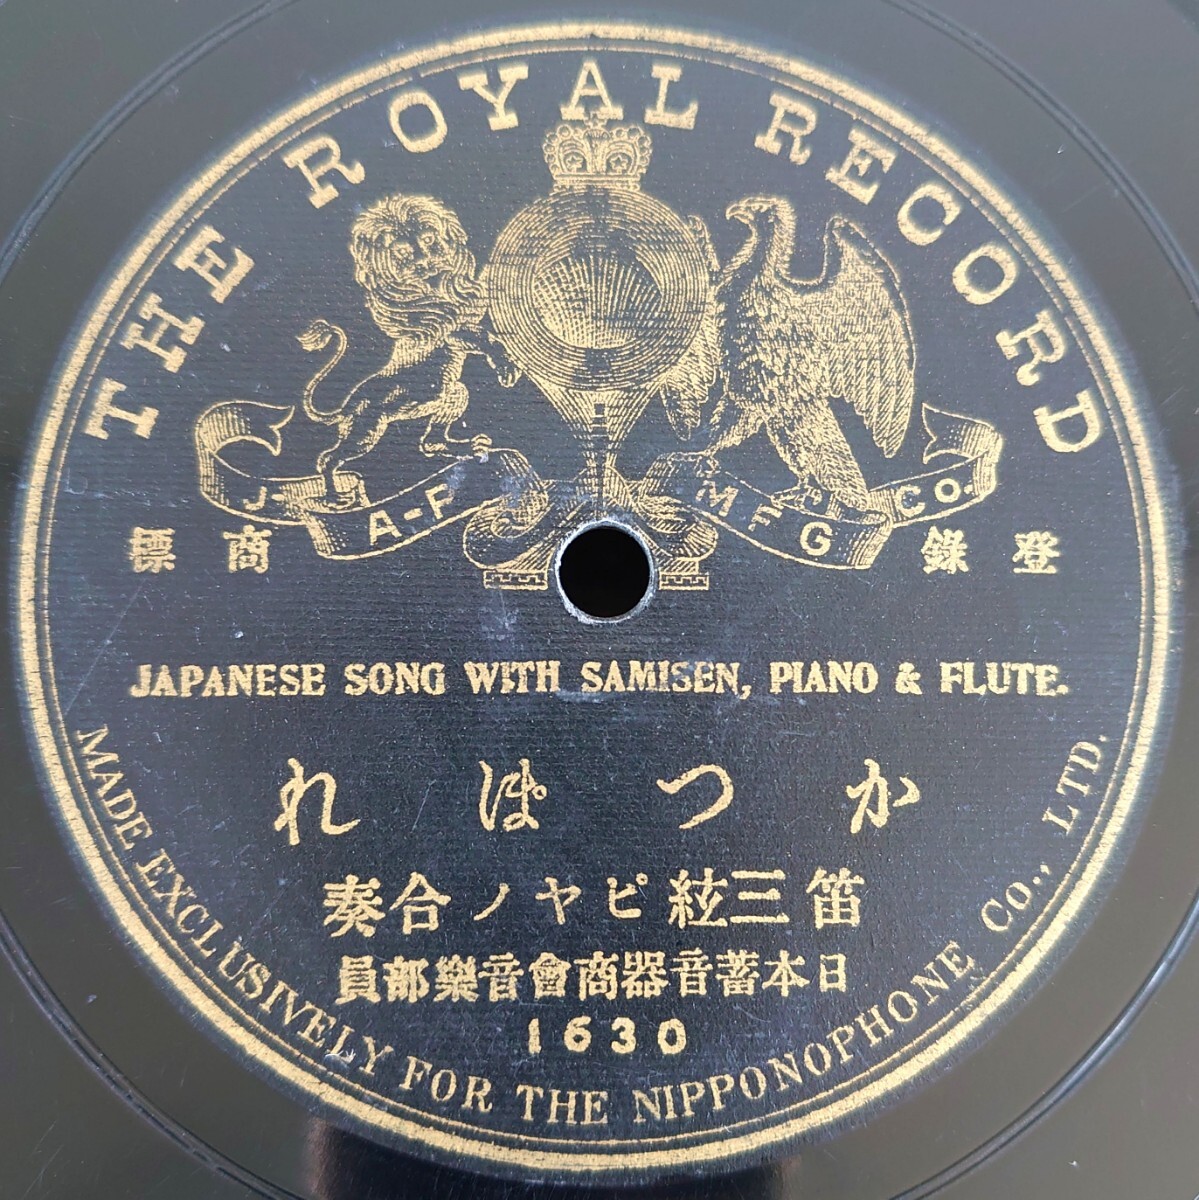 THE ROYAL RECORD
J-A-P MFG Co.
登錄商標
JAPANESE SONG WITH SAMISEN, PIANO & FLUTE.
かつぽれ
笛三絃ピヤノ合奏
日本蓄音器商會音樂部員
1630
MADE EXCLUSIVELY FOR THE NIPPONOPHONE Co., LTD.